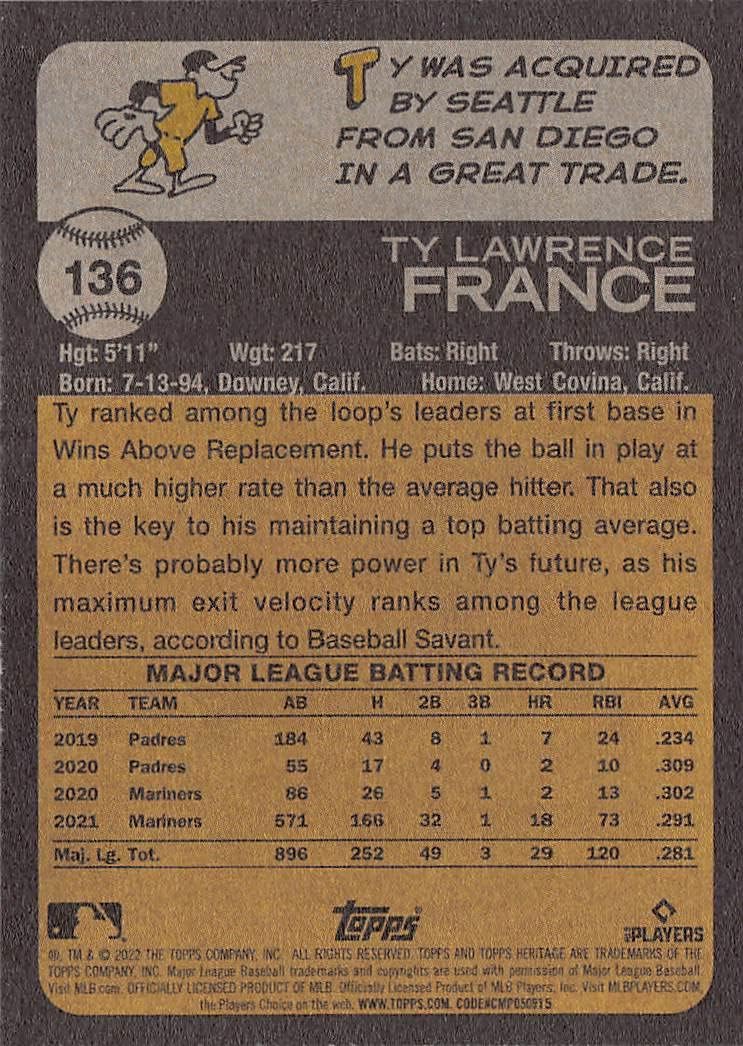 TY WAS ACQUIRED
BY SEATTLE
FROM SAN DIEGO
IN A GREAT TRADE.
136
TY LAWRENCE
FRANCE
Hgt: 5'11" Wgt: 217 Bats: Right Throws: Right
Born: 7-13-94, Downey, Calif. Home: West Covina, Calif.
Ty ranked among the loop's leaders at first base in
Wins Above Replacement. He puts the ball in play at
a much higher rate than the average hitter. That also
is the key to his maintaining a top batting average.
There's probably more power in Ty's future, as his
maximum exit velocity ranks among the league
leaders, according to Baseball Savant.
MAJOR LEAGUE BATTING RECORD
YEAR TEAM AB H 2B 3B HR RBI AVG
2019 Padres 184 43 8 1 7 24 .234
2020 Padres 55 17 4 0 2 10 .309
2020 Mariners 86 26 5 1 2 13 .302
2021 Mariners 571 166 32 1 18 73 .291
Maj. Lg. Tot. 896 252 49 3 29 120 .281
topps
PLAYERS
®, TM & © 2022 THE TOPPS COMPANY, INC. ALL RIGHTS RESERVED. TOPPS AND TOPPS HERITAGE ARE TRADEMARKS OF THE
TOPPS COMPANY, INC. Major League Baseball trademarks and copyrights are used with permission of Major League Baseball.
Visit MLB.com. OFFICIALLY LICENSED PRODUCT OF MLB. Officially Licensed Product of MLB Players, Inc. Visit MLBPLAYERS.COM,
the Players Choice on the web. WWW.TOPPS.COM. CODE#CMP050915